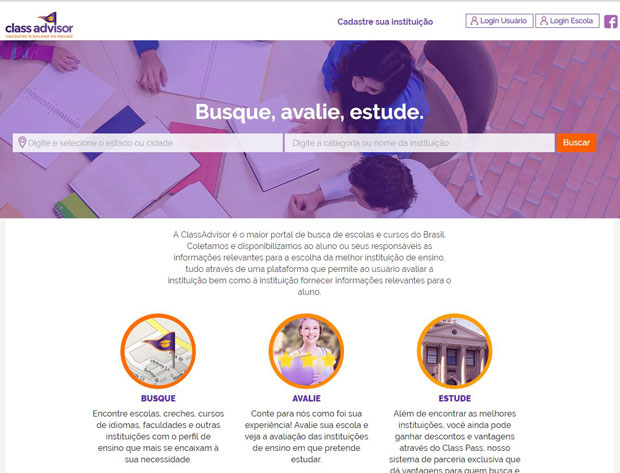 class advisor
ENCONTRE O MELHOR DO ENSINO
Cadastre sua instituição
Login Usuário
Login Escola
Busque, avalie, estude.
Digite e selecione o estado ou cidade
Digite a categoria ou nome da instituição
Buscar
A ClassAdvisor é o maior portal de busca de escolas e cursos do Brasil.
Coletamos e disponibilizamos ao aluno ou seus responsáveis as
informações relevantes para a escolha da melhor instituição de ensino,
tudo através de uma plataforma que permite ao usuário avaliar a
instituição bem como à instituição fornecer informações relevantes para o
aluno.
BUSQUE
Encontre escolas, creches, cursos
de idiomas, faculdades e outras
instituições com o perfil de
ensino que mais se encaixam à
sua necessidade.
AVALIE
Conte para nós como foi sua
experiência! Avalie sua escola e
veja a avaliação das instituições
de ensino em que pretende
estudar.
ESTUDE
Além de encontrar as melhores
instituições, você ainda pode
ganhar descontos e vantagens
através do Class Pass, nosso
sistema de parceria exclusiva que
dá vantagens para quem busca e